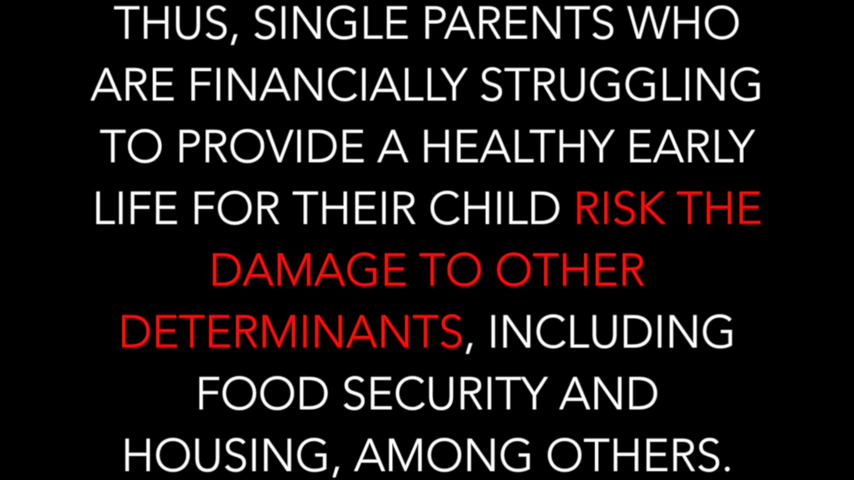 THUS, SINGLE PARENTS WHO
ARE FINANCIALLY STRUGGLING
TO PROVIDE A HEALTHY EARLY
LIFE FOR THEIR CHILD RISK THE
DAMAGE TO OTHER
DETERMINANTS, INCLUDING
FOOD SECURITY AND
HOUSING, AMONG OTHERS.